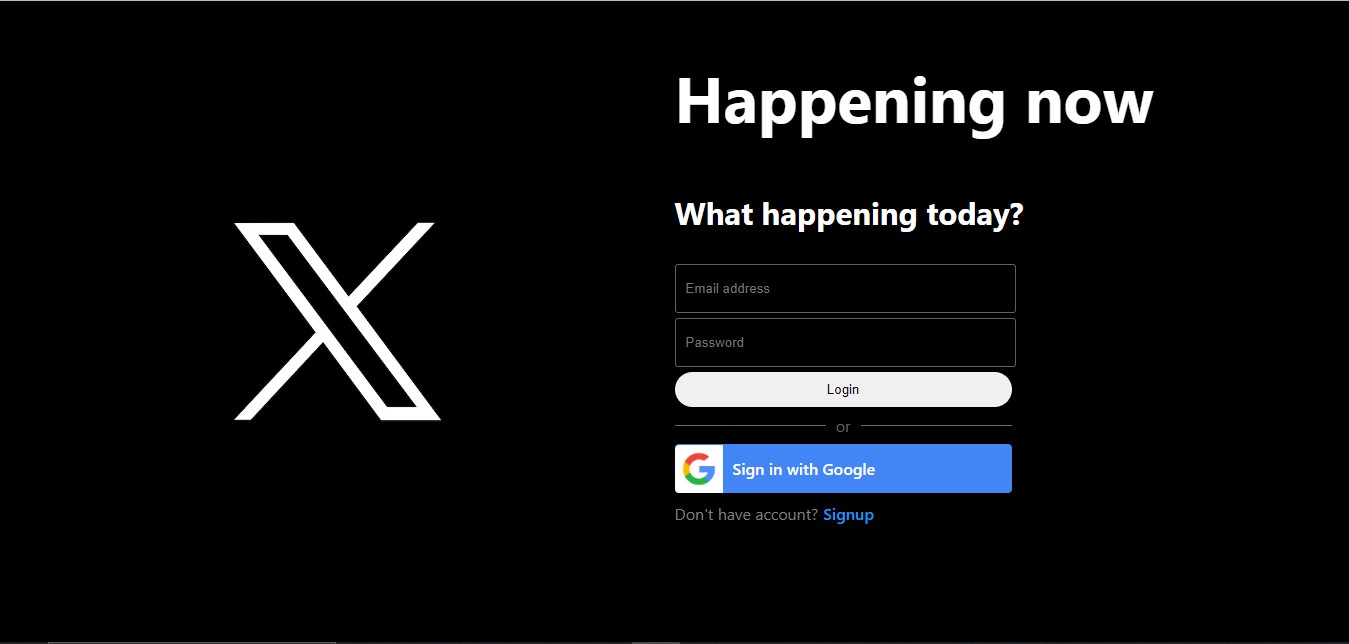 Happening now
What happening today?
Email address
Password
Login
or
Sign in with Google
Don't have account? Signup